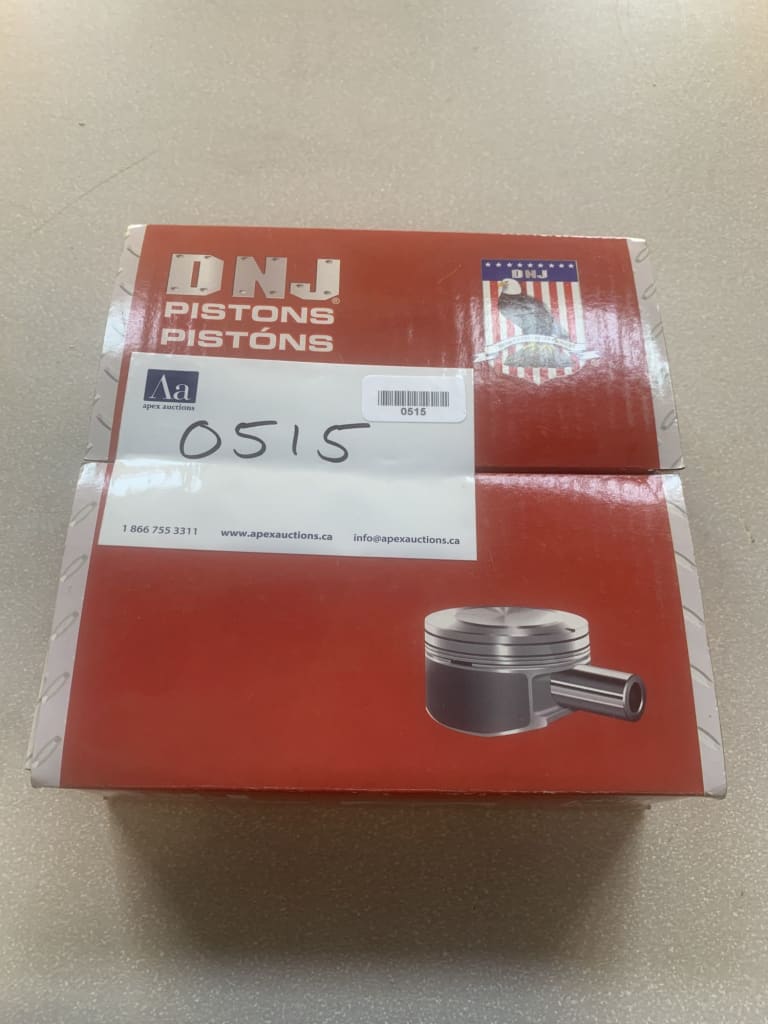 DNJ®
PISTONS
PISTÓNS
DNJ
Aa
apex auctions
0515
0515
1 866 755 3311 www.apexauctions.ca info@apexauctions.ca